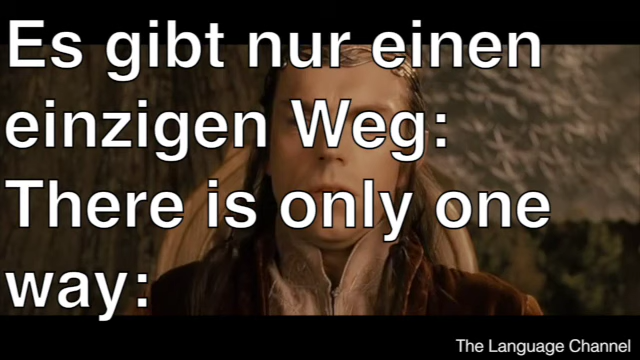 Es gibt nur einen
einzigen Weg:
There is only one
way:
The Language Channel